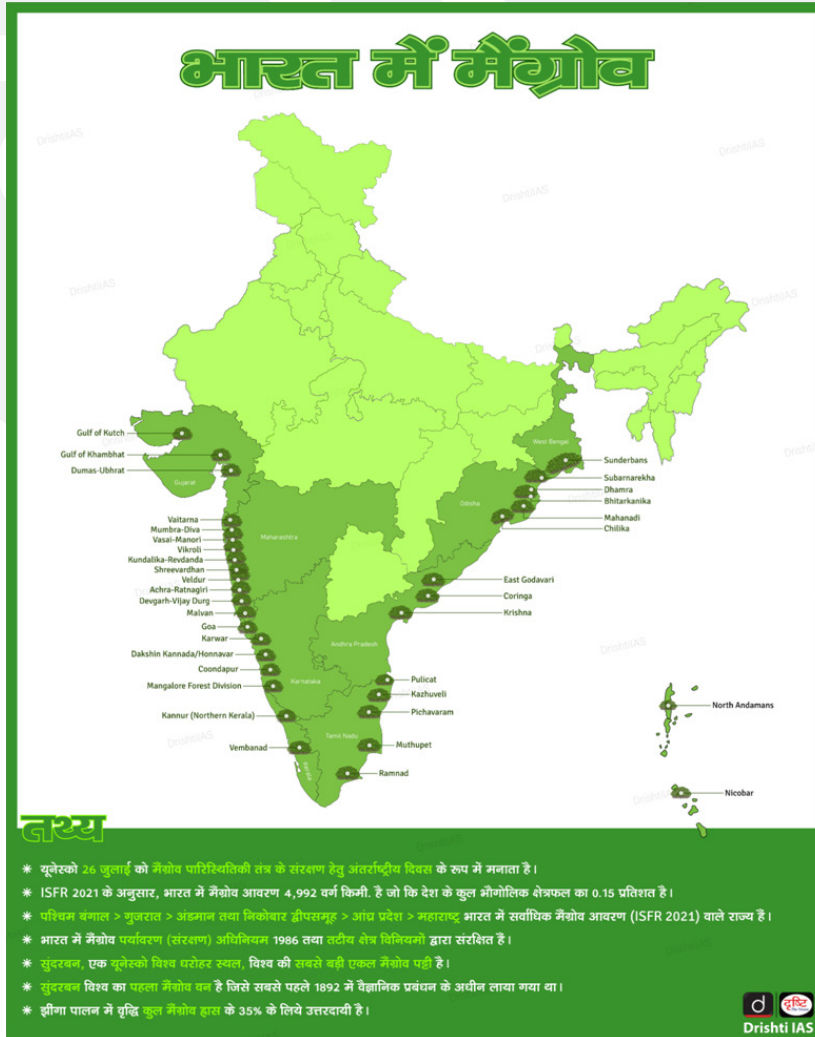 भारत में मैंग्रोव
Gulf of Kutch
Gulf of Khambhat
Dumas-Ubhrat
Gujarat
Vaitarna
Mumbra-Diva
Vasai-Manori
Vikroli
Kundalika-Revdanda
Shreevardhan
Veldur
Achra-Ratnagiri
Devgarh-Vijay Durg
Malvan
Goa
Karwar
Dakshin Kannada/Honnavar
Coondapur
Mangalore Forest Division
Kannur (Northern Kerala)
Vembanad
Maharashtra
Karnataka
Kerala
Tamil Nadu
Andhra Pradesh
Odisha
West Bengal
Sunderbans
Subarnarekha
Dhamra
Bhitarkanika
Mahanadi
Chilika
East Godavari
Coringa
Krishna
Pulicat
Kazhuveli
Pichavaram
Muthupet
Ramnad
North Andamans
Nicobar
तथ्य
* यूनेस्को 26 जुलाई को मैंग्रोव पारिस्थितिकी तंत्र के संरक्षण हेतु अंतर्राष्ट्रीय दिवस के रूप में मनाता है।
* ISFR 2021 के अनुसार, भारत में मैंग्रोव आवरण 4,992 वर्ग किमी. है जो कि देश के कुल भौगोलिक क्षेत्रफल का 0.15 प्रतिशत है।
* पश्चिम बंगाल > गुजरात > अंडमान तथा निकोबार द्वीपसमूह > आंध्र प्रदेश > महाराष्ट्र भारत में सर्वाधिक मैंग्रोव आवरण (ISFR 2021) वाले राज्य हैं।
* भारत में मैंग्रोव पर्यावरण (संरक्षण) अधिनियम 1986 तथा तटीय क्षेत्र विनियमों द्वारा संरक्षित हैं।
* सुंदरबन, एक यूनेस्को विश्व धरोहर स्थल, विश्व की सबसे बड़ी एकल मैंग्रोव पट्टी है।
* सुंदरबन विश्व का पहला मैंग्रोव वन है जिसे सबसे पहले 1892 में वैज्ञानिक प्रबंधन के अधीन लाया गया था।
* झींगा पालन में वृद्धि कुल मैंग्रोव ह्रास के 35% के लिये उत्तरदायी है।
d दृष्टि
Drishti IAS